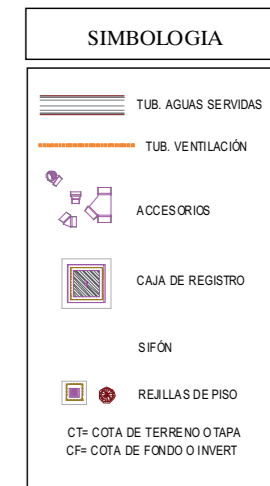 SIMBOLOGIA
TUB. AGUAS SERVIDAS
TUB. VENTILACIÓN
ACCESORIOS
CAJA DE REGISTRO
SIFÓN
REJILLAS DE PISO
CT= COTA DE TERRENO O TAPA
CF= COTA DE FONDO O INVERT